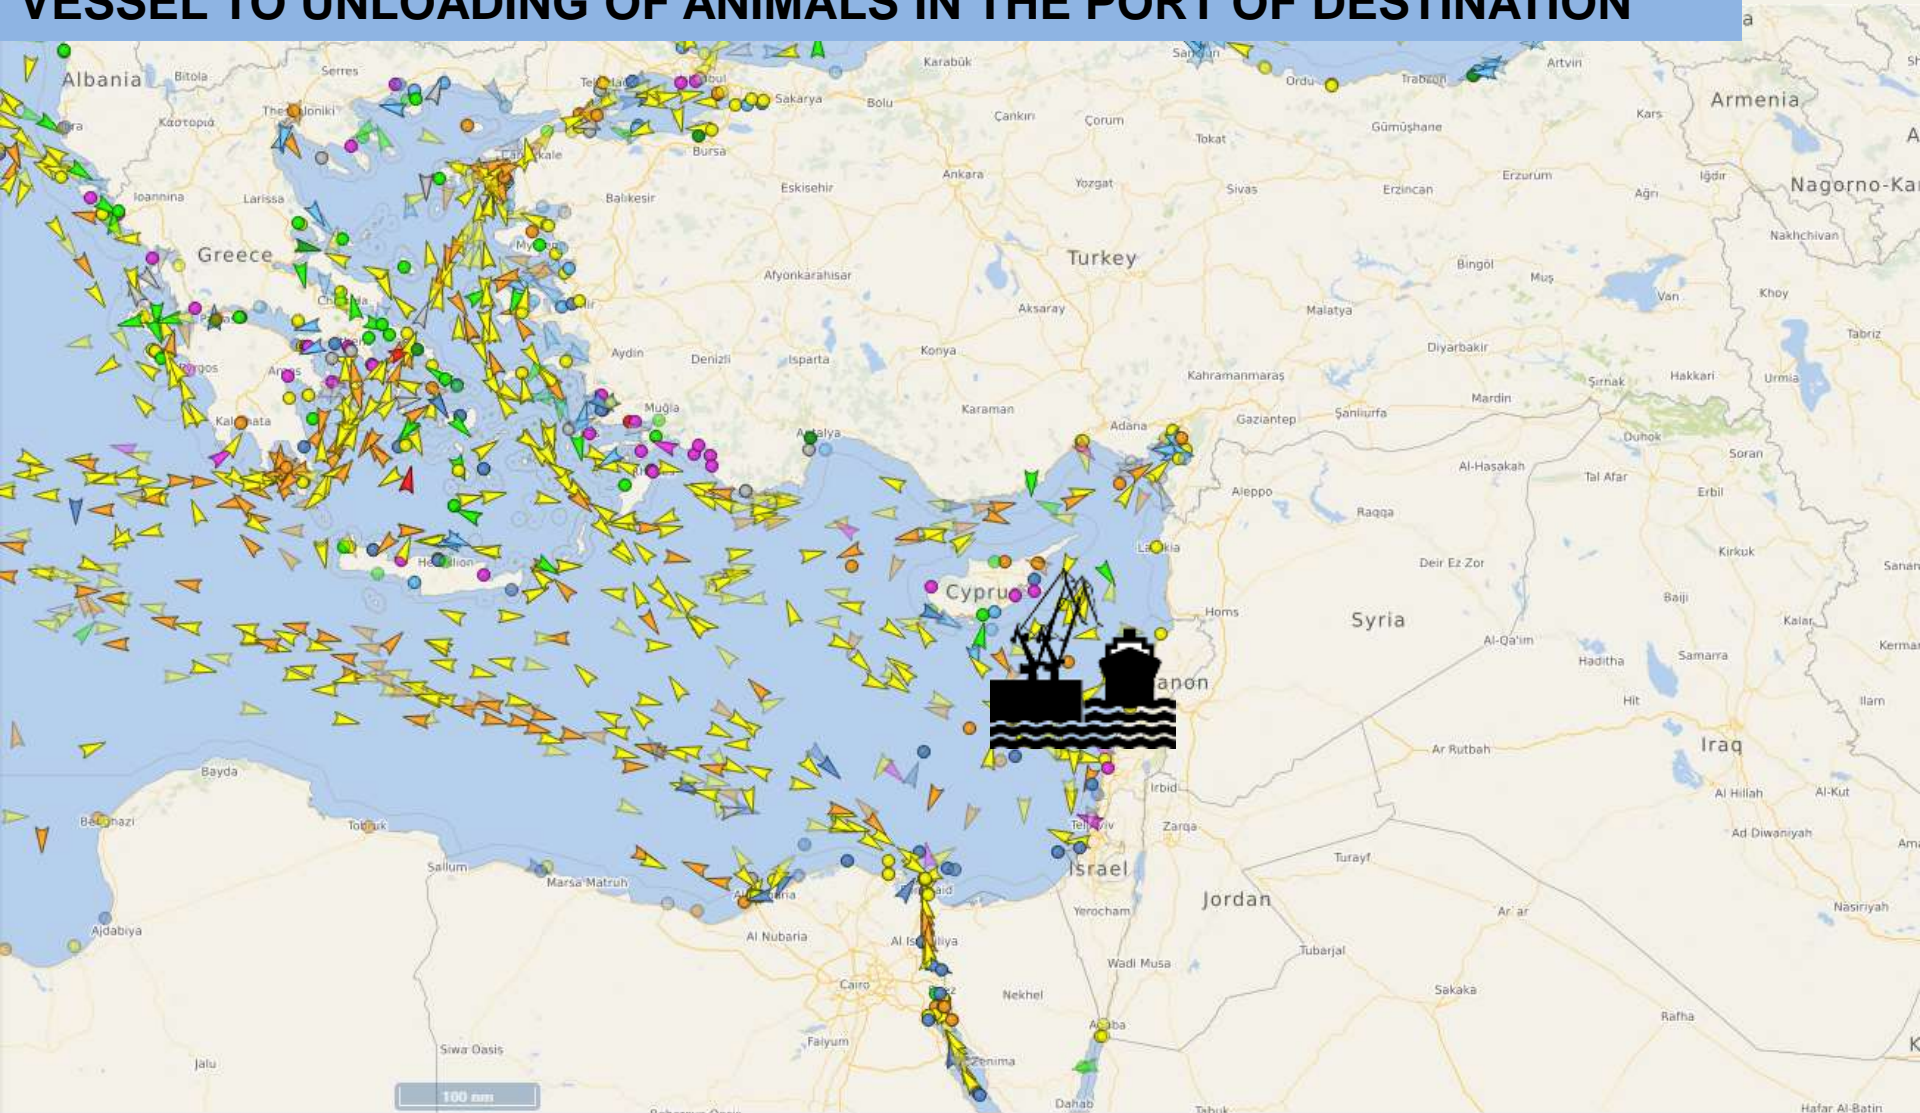 VESSEL TO UNLOADING OF ANIMALS IN THE PORT OF DESTINATION
Albania
Bitola
Serres
Karabük
Artvin
Ordu
Trabzon
Sakarya
Bolu
Armenia
Καστοριά
Çankırı
Çorum
Gümüşhane
Kars
Tokat
Bursa
Ioannina
Larissa
Balıkesir
Eskisehir
Ankara
Yozgat
Sivas
Erzincan
Erzurum
Ağrı
Iğdır
Nakhchivan
Greece
Turkey
Afyonkarahisar
Bingöl
Muş
Van
Khoy
Aksaray
Malatya
Tabriz
Aydin
Denizli
Isparta
Konya
Diyarbakir
Kahramanmaraş
Şırnak
Hakkari
Urmia
Muğla
Karaman
Adana
Gaziantep
Şanlıurfa
Mardin
Duhok
Al-Hasakah
Tal Afar
Soran
Aleppo
Raqqa
Erbil
Deir Ez Zor
Kirkuk
Homs
Syria
Baiji
Al-Qa'im
Haditha
Samarra
Hit
Ilam
Ar Rutbah
Iraq
Bayda
Irbid
Al Hillah
Al-Kut
Zarqa
Ad Diwaniyah
Tobruk
Sallum
Marsa Matruh
Israel
Turayf
Jordan
Yerocham
Ar'ar
Nasiriyah
Ajdabiya
Al Nubaria
Tubarjal
Wadi Musa
Cairo
Nekhel
Sakaka
Rafha
Faiyum
Siwa Oasis
Jalu
Zenima
100 nm
Dahab
Tabuk
Hafar Al-Batin